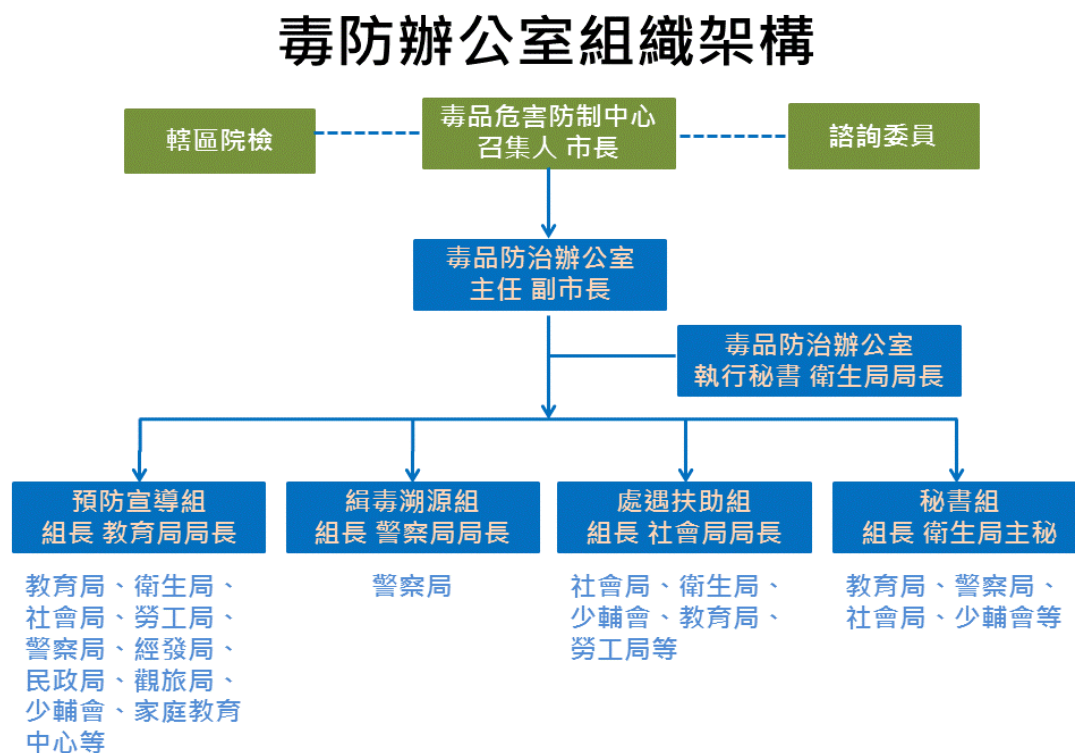 毒防辦公室組織架構
轄區院檢
毒品危害防制中心
召集人 市長
諮詢委員
毒品防治辦公室
主任 副市長
毒品防治辦公室
執行秘書 衛生局局長
預防宣導組
組長 教育局局長
緝毒溯源組
組長 警察局局長
處遇扶助組
組長 社會局局長
秘書組
組長 衛生局主秘
教育局、衛生局、
社會局、勞工局、
警察局、經發局、
民政局、觀旅局、
少輔會、家庭教育
中心等
警察局
社會局、衛生局、
少輔會、教育局、
勞工局等
教育局、警察局、
社會局、少輔會等